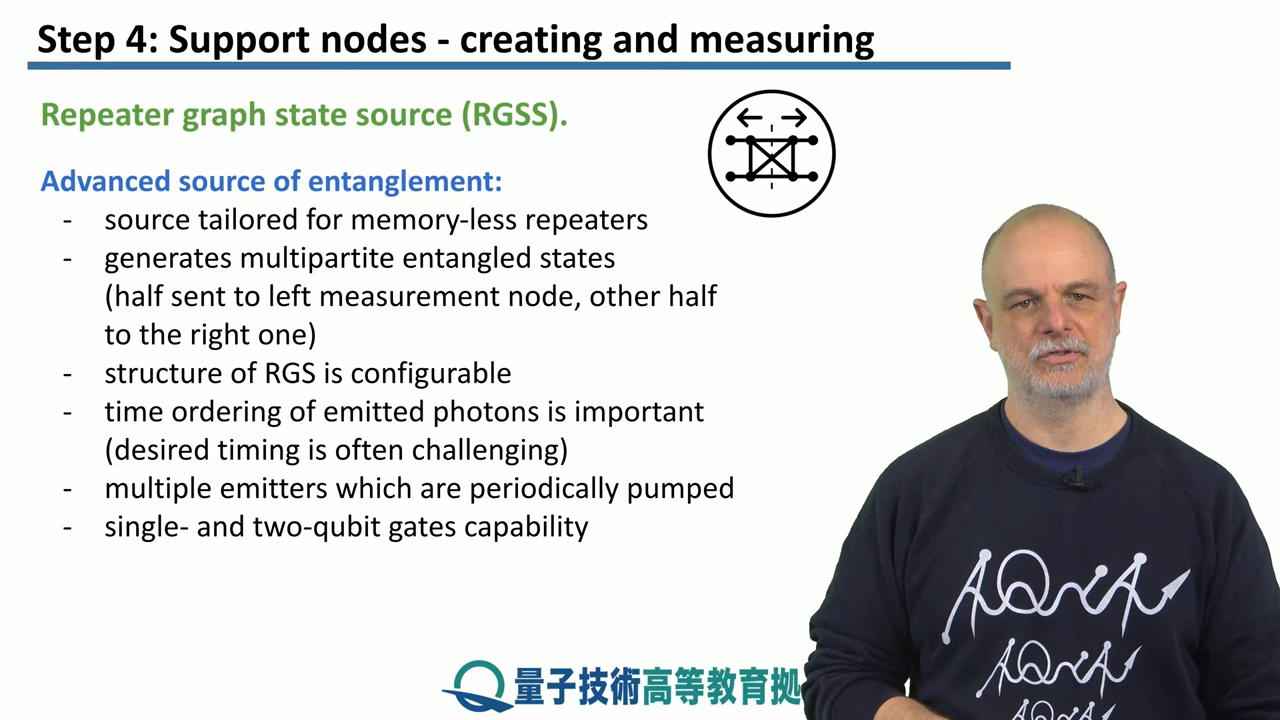 Step 4: Support nodes - creating and measuring
Repeater graph state source (RGSS).
Advanced source of entanglement:
- source tailored for memory-less repeaters
- generates multipartite entangled states
(half sent to left measurement node, other half
to the right one)
- structure of RGS is configurable
- time ordering of emitted photons is important
(desired timing is often challenging)
- multiple emitters which are periodically pumped
- single- and two-qubit gates capability
AQUA
AQUA
量子技術高等教育拠